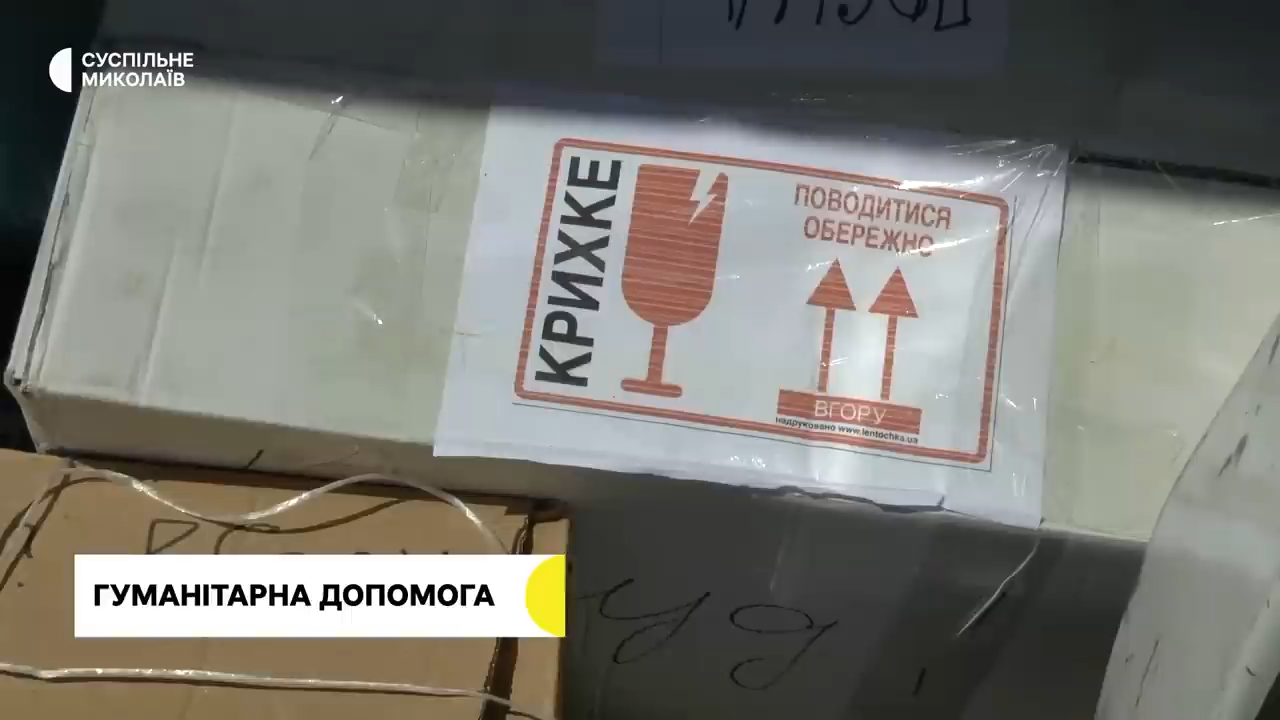 СУСПІЛЬНЕ
МИКОЛАЇВ
КРИХКЕ
ПОВОДИТИСЯ
ОБЕРЕЖНО
ВГОРУ
надруковано www.lentochka.ua
ГУМАНІТАРНА ДОПОМОГА